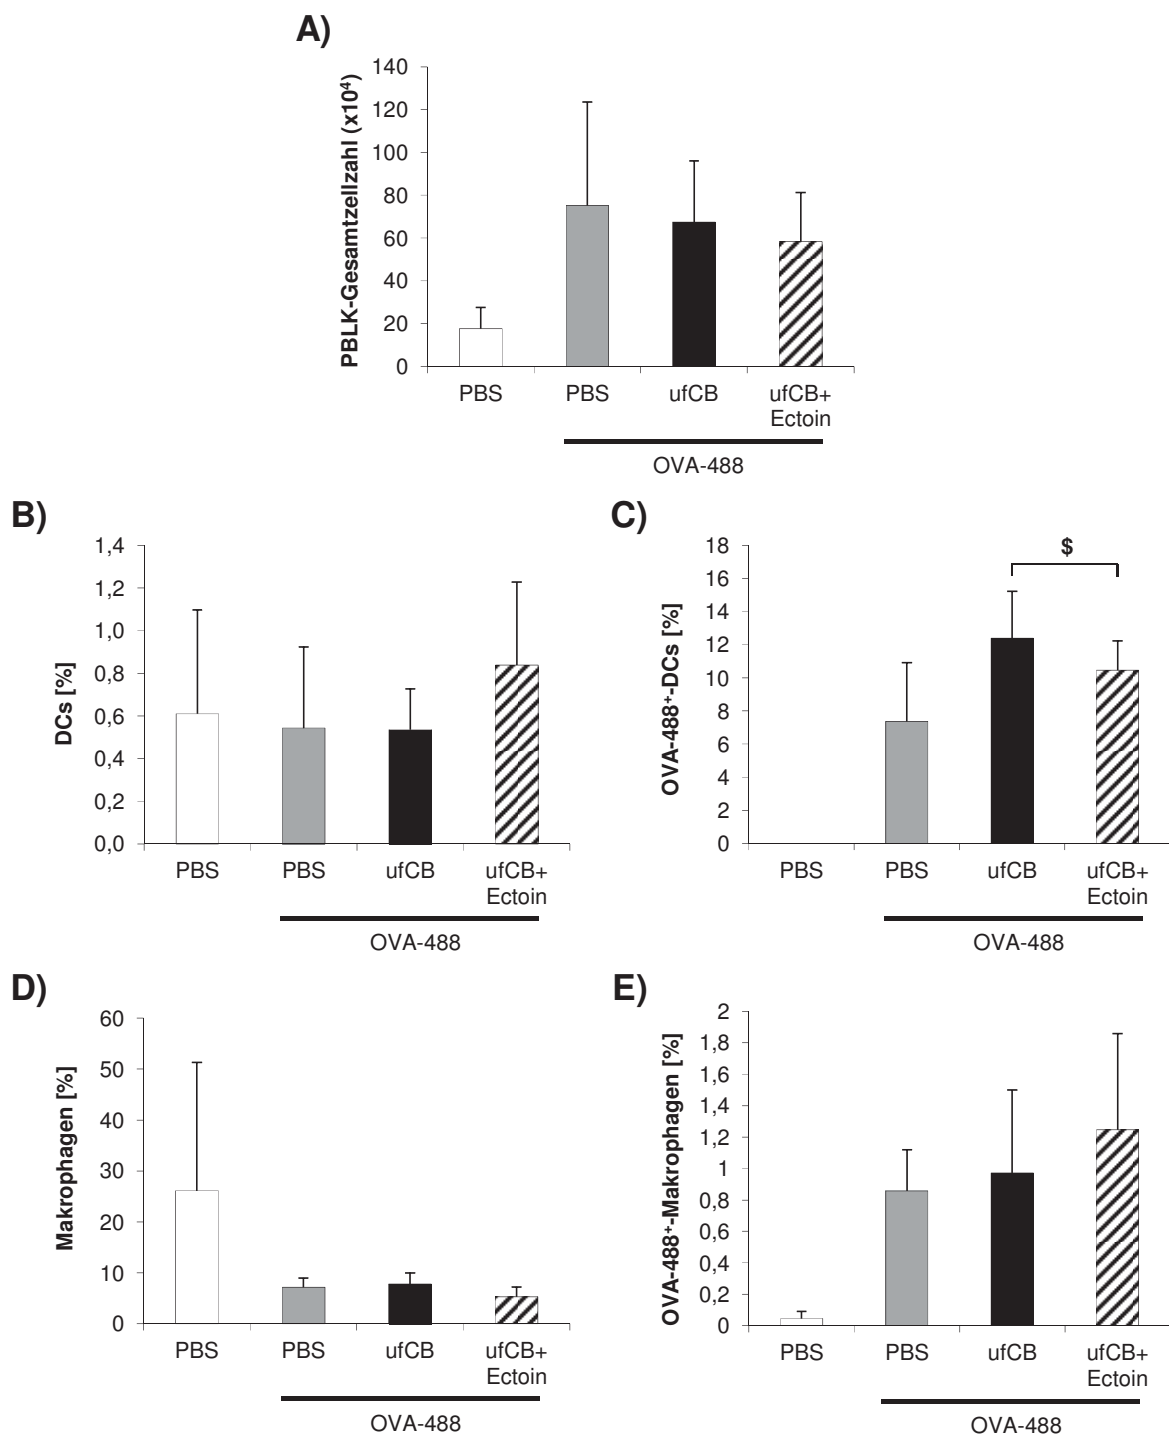 A)
PBLK-Gesamtzellzahl (x10⁴)
140
120
100
80
60
40
20
0
PBS
PBS
ufCB
ufCB+
Ectoin
OVA-488
B)
DCs [%]
1,4
1,2
1,0
0,8
0,6
0,4
0,2
0,0
PBS
PBS
ufCB
ufCB+
Ectoin
OVA-488
C)
OVA-488⁺-DCs [%]
18
16
14
12
10
8
6
4
2
0
$
PBS
PBS
ufCB
ufCB+
Ectoin
OVA-488
D)
Makrophagen [%]
60
50
40
30
20
10
0
PBS
PBS
ufCB
ufCB+
Ectoin
OVA-488
E)
OVA-488⁺-Makrophagen [%]
2
1,8
1,6
1,4
1,2
1
0,8
0,6
0,4
0,2
0
PBS
PBS
ufCB
ufCB+
Ectoin
OVA-488